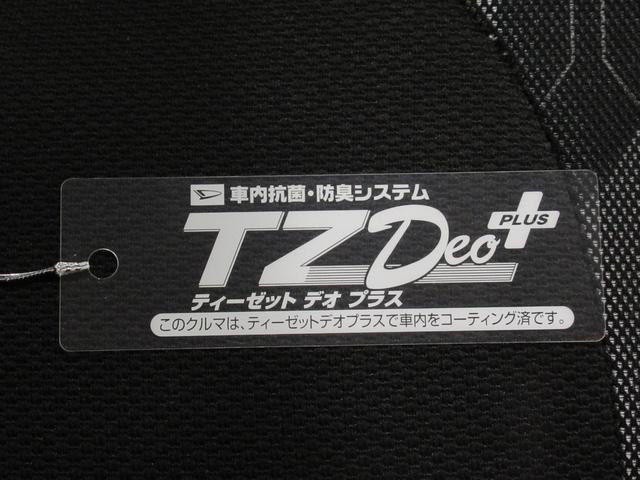 車内抗菌・防臭システム
TZ Deo PLUS
ティーゼット デオ プラス
このクルマは、ティーゼットデオプラスで車内をコーティング済です。